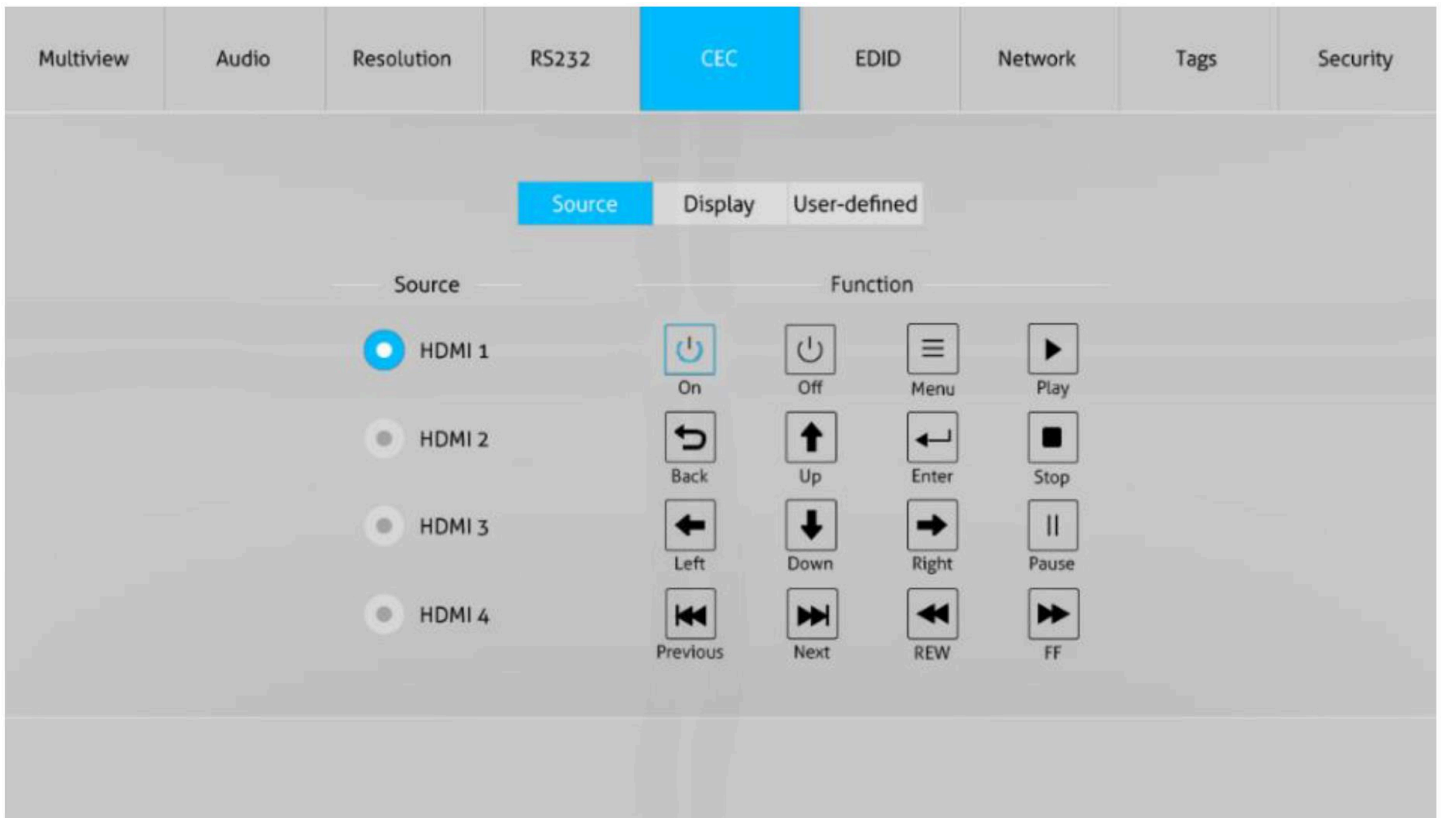 Multiview Audio Resolution RS232 CEC EDID Network Tags Security
Source Display User-defined
Source Function
HDMI 1
On Off Menu Play
HDMI 2
Back Up Enter Stop
HDMI 3
Left Down Right Pause
HDMI 4
Previous Next REW FF